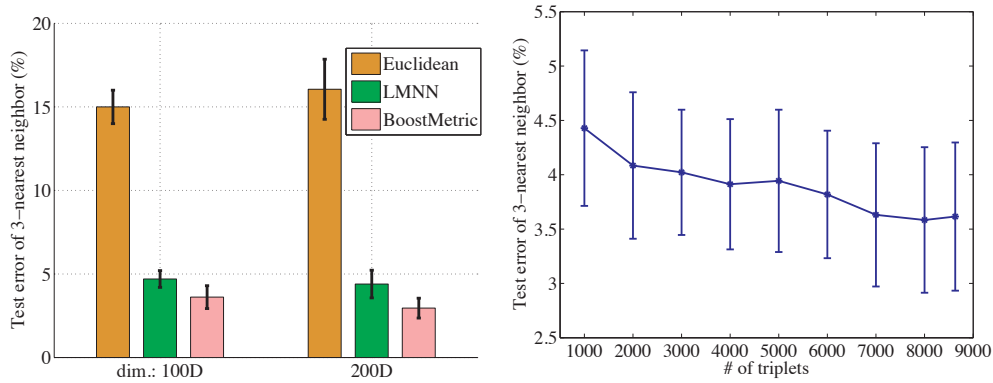 Test error of 3−nearest neighbor (%)
20
15
10
5
0
Euclidean
LMNN
BoostMetric
dim.: 100D
200D
Test error of 3−nearest neighbor (%)
5.5
5
4.5
4
3.5
3
2.5
1000 2000 3000 4000 5000 6000 7000 8000 9000
# of triplets